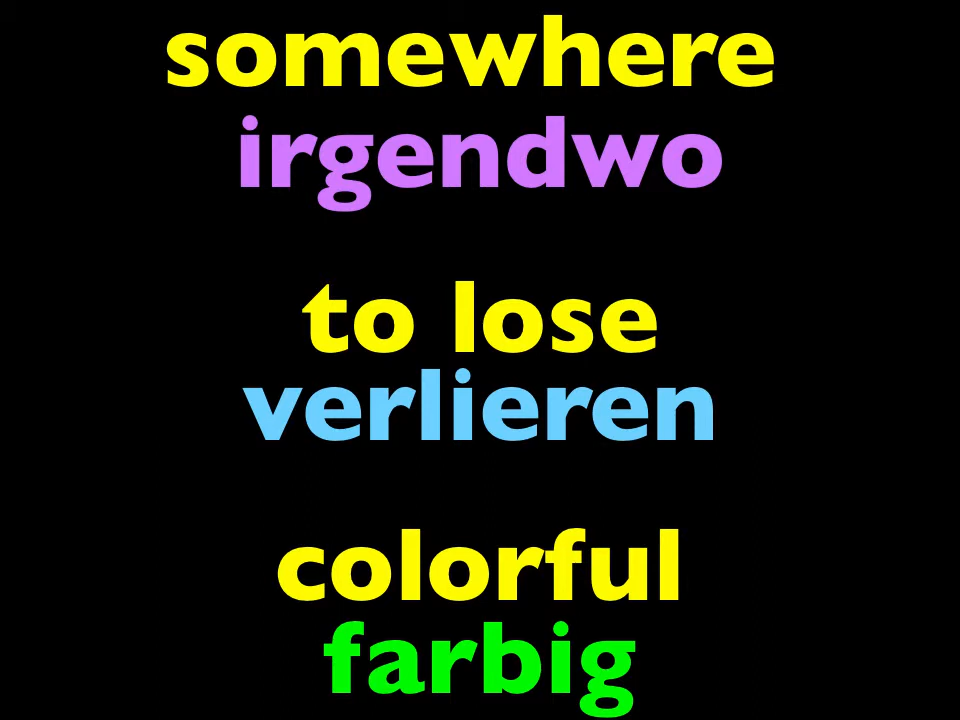 somewhere
irgendwo
to lose
verlieren
colorful
farbig